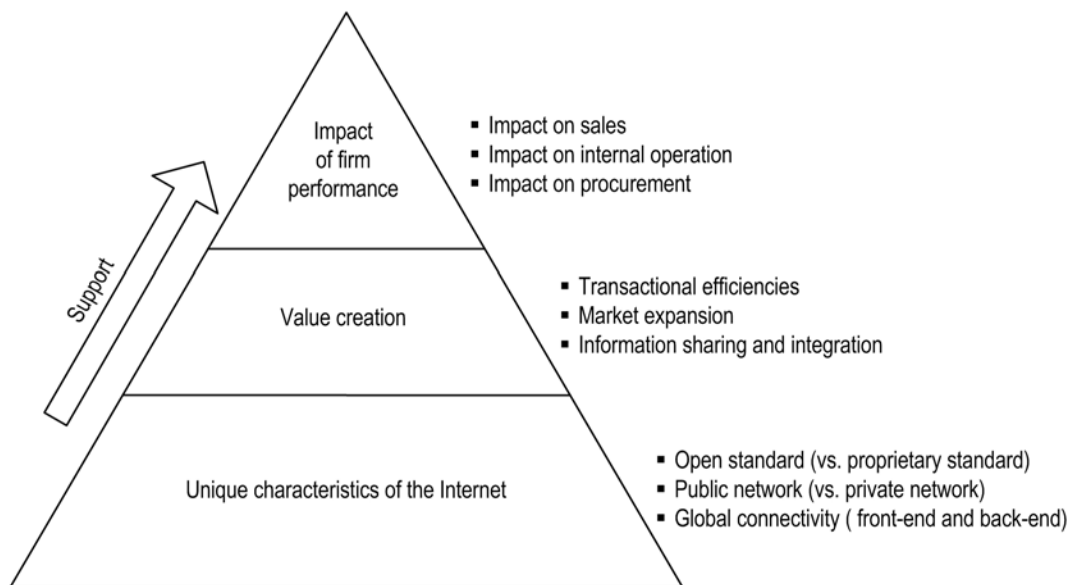 Impact
of firm
performance
▪ Impact on sales
▪ Impact on internal operation
▪ Impact on procurement
Support
Value creation
▪ Transactional efficiencies
▪ Market expansion
▪ Information sharing and integration
Unique characteristics of the Internet
▪ Open standard (vs. proprietary standard)
▪ Public network (vs. private network)
▪ Global connectivity ( front-end and back-end)